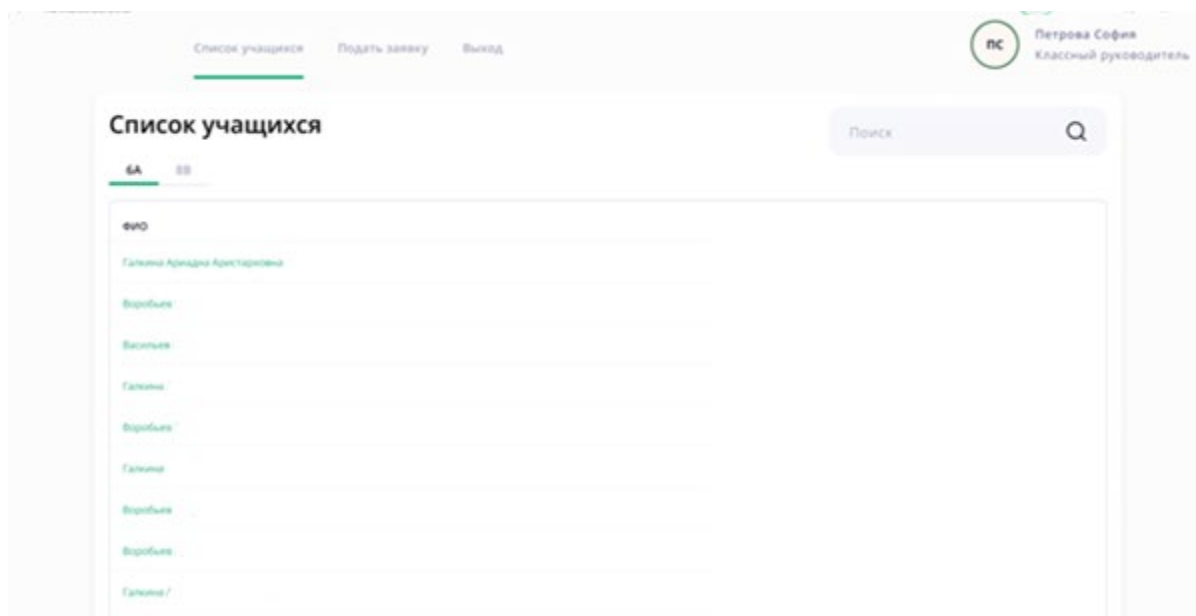 Список учащихся Подать заявку Выход
ПС
Петрова София
Классный руководитель
Список учащихся
Поиск
6А 8В
ФИО
Галкина Ариадна Аристарховна
Воробьев
Васильев
Галкина
Воробьев
Галкина
Воробьев
Воробьев
Галкина